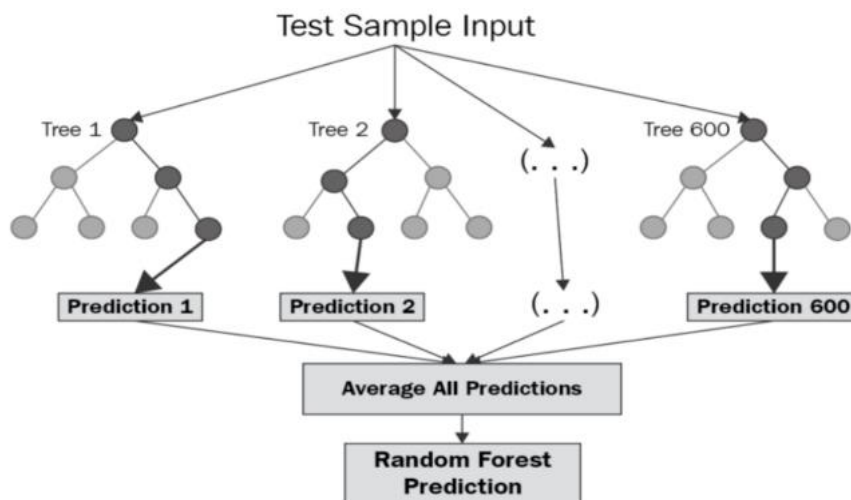 Test Sample Input
Tree 1
Tree 2
Tree 600
(. . .)
Prediction 1
Prediction 2
(. . .)
Prediction 600
Average All Predictions
Random Forest
Prediction